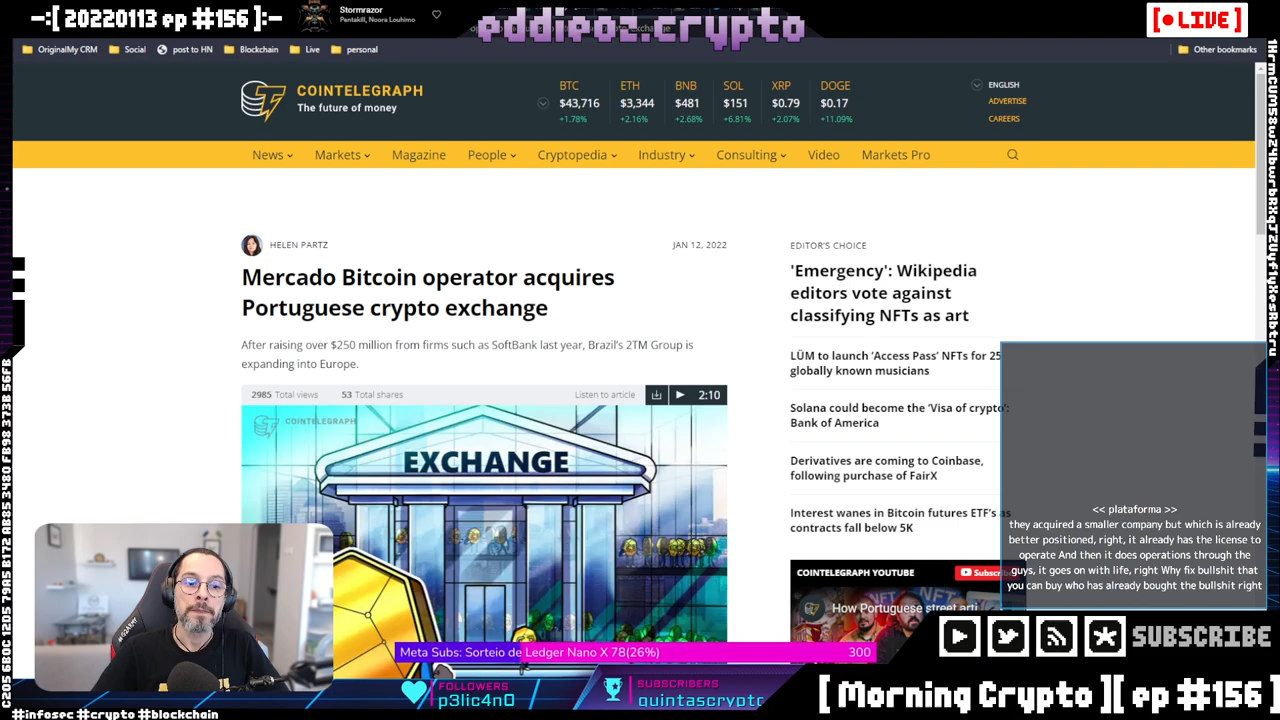 -:[ 20220113 ep #156 ]:-
Stormrazor
Pentakill, Noora Louhimo
eddieoz.crypto
[•LIVE]
OriginalMy CRM
Social
post to HN
Blockchain
Live
personal
Other bookmarks
COINTELEGRAPH
The future of money
BTC ETH BNB SOL XRP DOGE
$43,716 $3,344 $481 $151 $0.79 $0.17
+1.78% +2.16% +2.68% +6.81% +2.07% +11.09%
ENGLISH
ADVERTISE
CAREERS
News Markets Magazine People Cryptopedia Industry Consulting Video Markets Pro
HELEN PARTZ
JAN 12, 2022
Mercado Bitcoin operator acquires
Portuguese crypto exchange
After raising over $250 million from firms such as SoftBank last year, Brazil's 2TM Group is
expanding into Europe.
2985 Total views 53 Total shares Listen to article 2:10
COINTELEGRAPH
EXCHANGE
EDITOR'S CHOICE
'Emergency': Wikipedia
editors vote against
classifying NFTs as art
LÜM to launch 'Access Pass' NFTs for 25
globally known musicians
Solana could become the 'Visa of crypto':
Bank of America
Derivatives are coming to Coinbase,
following purchase of FairX
Interest wanes in Bitcoin futures ETF's as
contracts fall below 5K
COINTELEGRAPH YOUTUBE
How Portuguese street arti
<< plataforma >>
they acquired a smaller company but which is already
better positioned, right, it already has the license to
operate And then it does operations through the
guys, it goes on with life, right Why fix bullshit that
you can buy who has already bought the bullshit right
Meta Subs: Sorteio de Ledger Nano X 78(26%) 300
FOLLOWERS
p3lic4n0
SUBSCRIBERS
quintascrypto
SUBSCRIBE
[ Morning Crypto ][ ep #156 ]
#infosec #crypto #blockchain